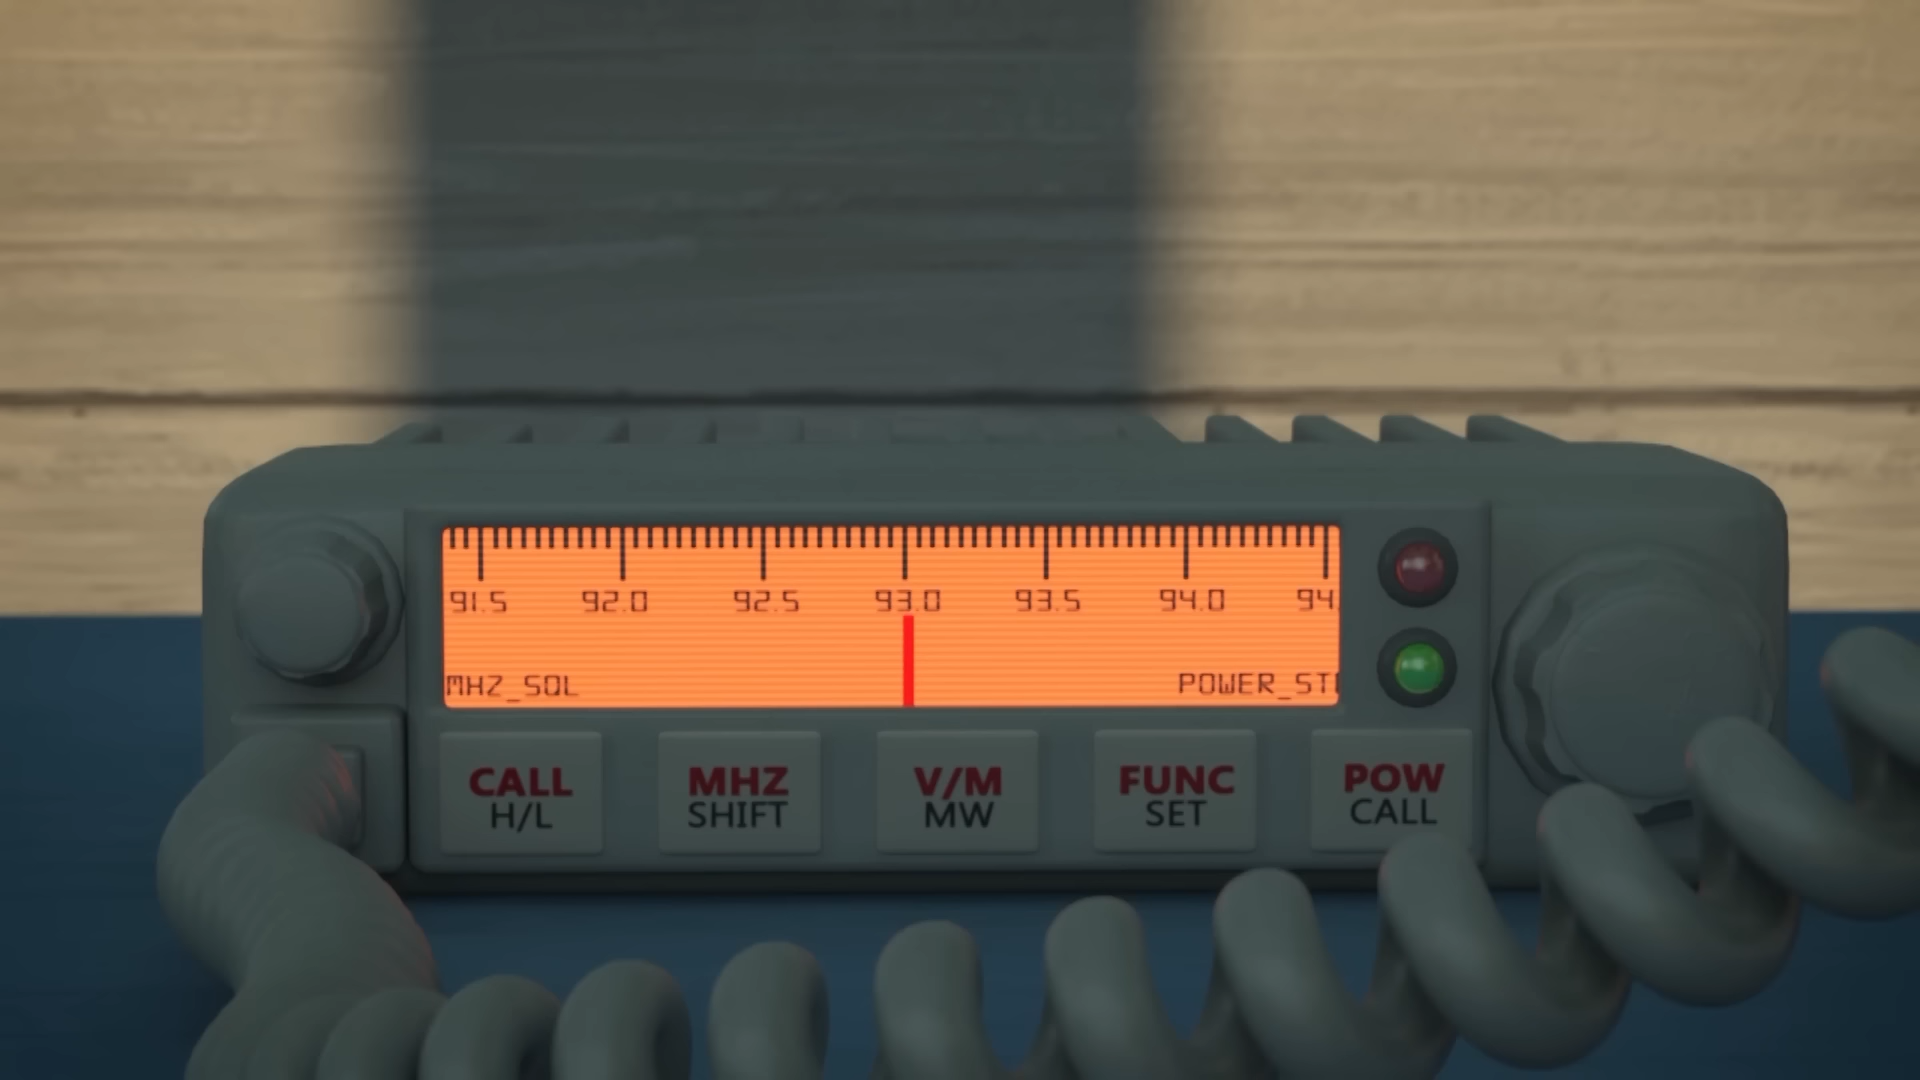 91.5 92.0 92.5 93.0 93.5 94.0 94.
MHZ_SQL POWER_ST
CALL MHZ V/M FUNC POW
H/L SHIFT MW SET CALL